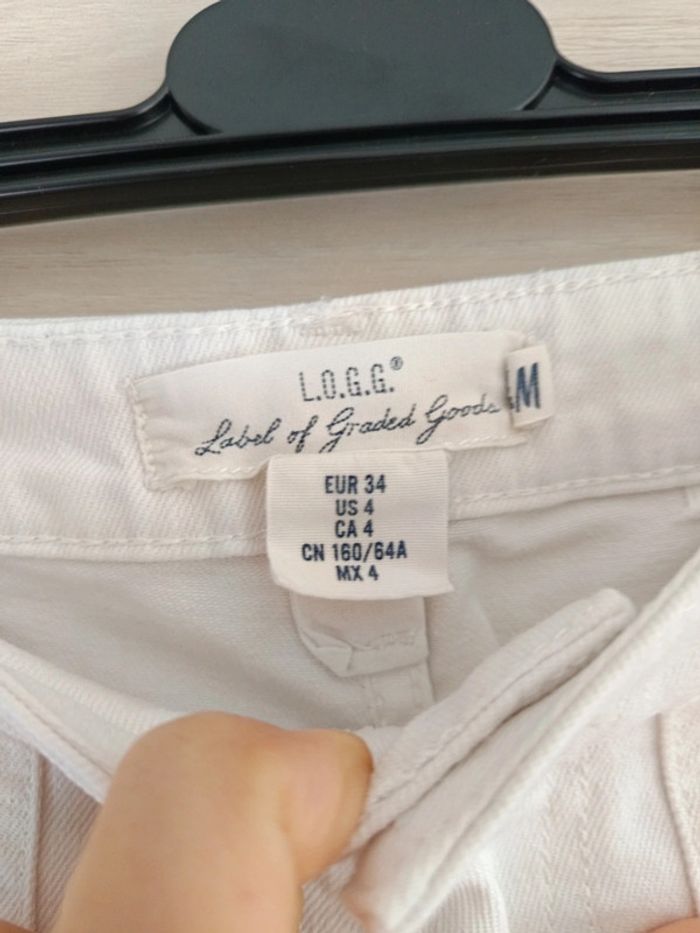 L.O.G.G.®
Label of Graded Goods
M
EUR 34
US 4
CA 4
CN 160/64A
MX 4